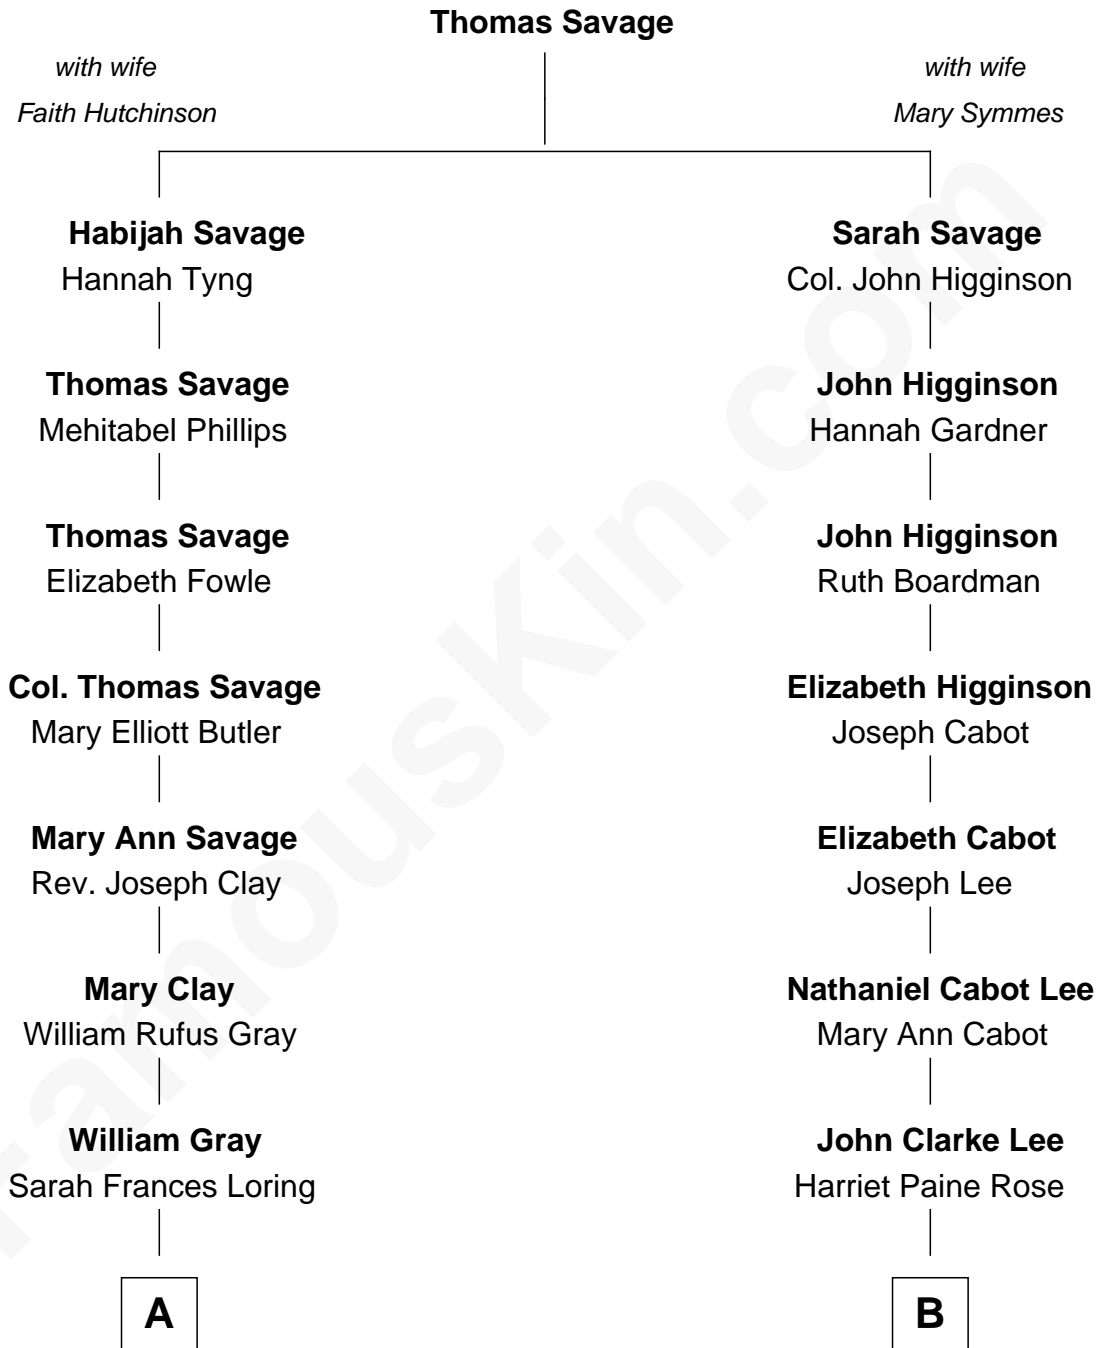 Thomas Savage
with wife
Faith Hutchinson
with wife
Mary Symmes
Habijah Savage
Hannah Tyng
Thomas Savage
Mehitabel Phillips
Thomas Savage
Elizabeth Fowle
Col. Thomas Savage
Mary Elliott Butler
Mary Ann Savage
Rev. Joseph Clay
Mary Clay
William Rufus Gray
William Gray
Sarah Frances Loring
A
Sarah Savage
Col. John Higginson
John Higginson
Hannah Gardner
John Higginson
Ruth Boardman
Elizabeth Higginson
Joseph Cabot
Elizabeth Cabot
Joseph Lee
Nathaniel Cabot Lee
Mary Ann Cabot
John Clarke Lee
Harriet Paine Rose
B
famouskin.com